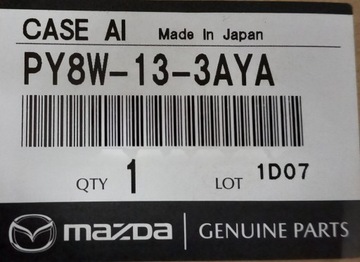 CASE AI Made in Japan
PY8W-13-3AYA
QTY 1 LOT 1D07
mazda GENUINE PARTS